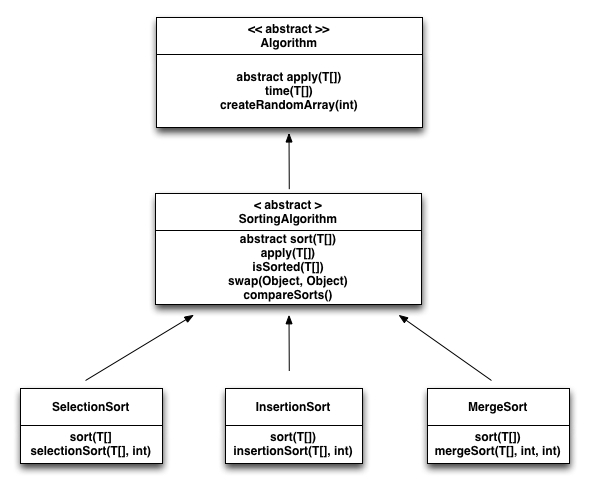 << abstract >>
Algorithm
abstract apply(T[])
time(T[])
createRandomArray(int)
< abstract >
SortingAlgorithm
abstract sort(T[])
apply(T[])
isSorted(T[])
swap(Object, Object)
compareSorts()
SelectionSort
sort(T[]
selectionSort(T[], int)
InsertionSort
sort(T[])
insertionSort(T[], int)
MergeSort
sort(T[])
mergeSort(T[], int, int)